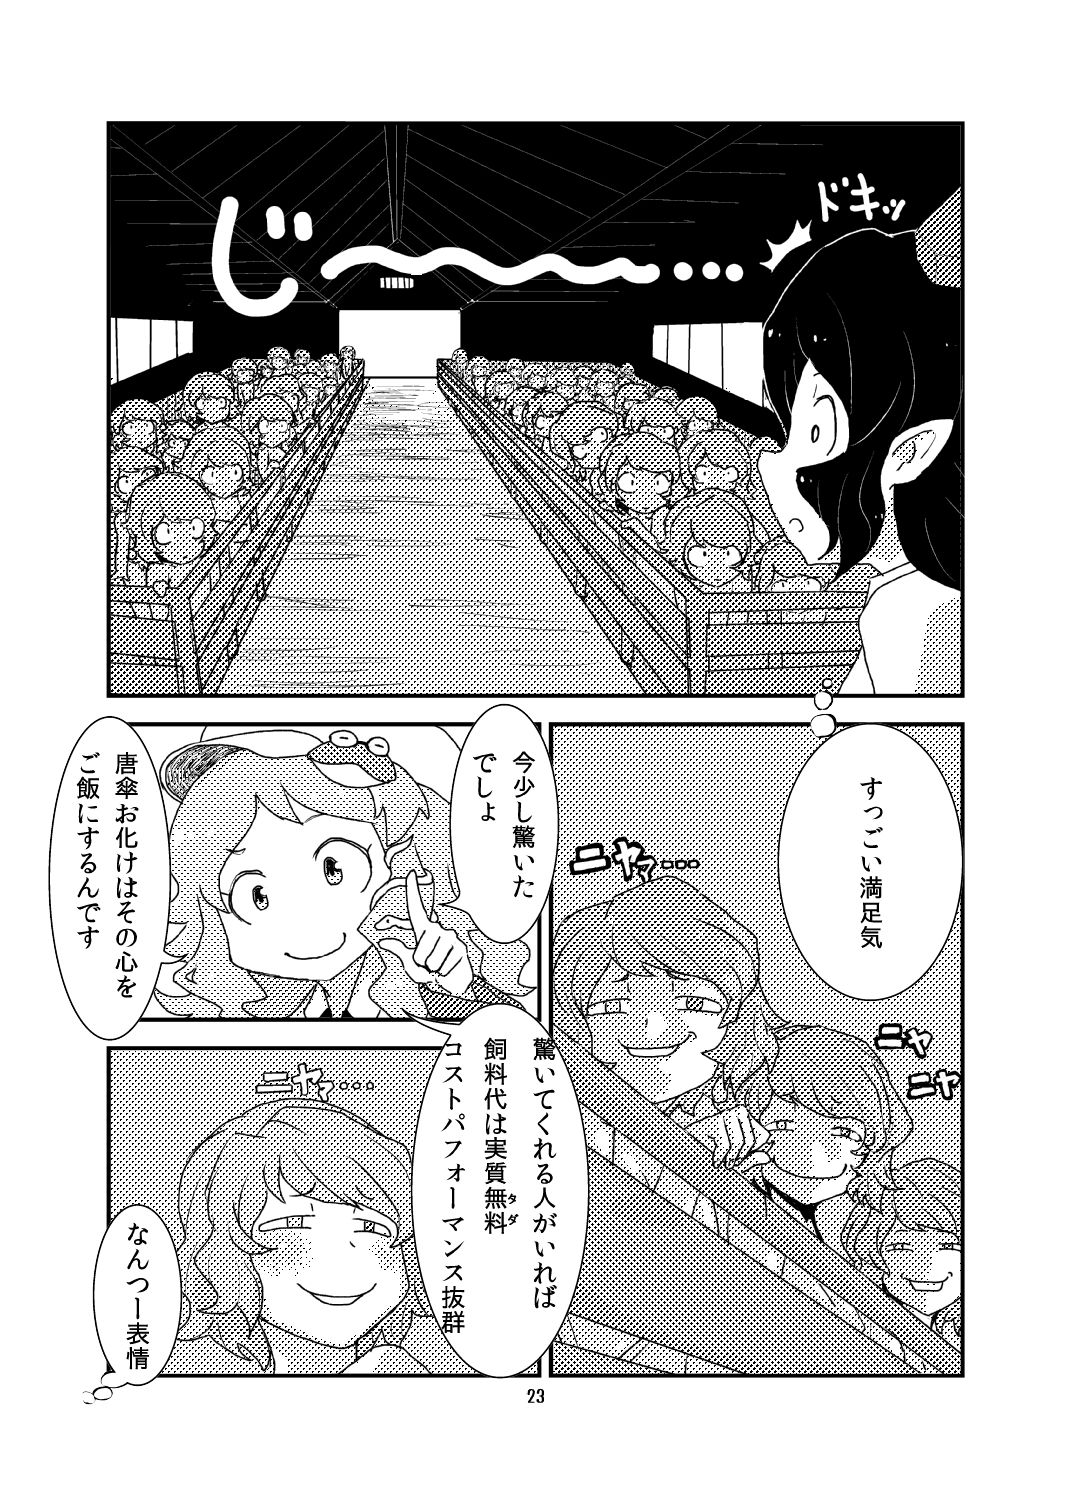 ドキッ
じ〜〜〜…
すっごい満足気
ニヤァ…
ニヤ
ニヤ
今少し驚いた
でしょ
唐傘お化けはその心を
ご飯にするんです
驚いてくれる人がいれば
飼料代は実質無料
タダ
コストパフォーマンス抜群
ニヤァ…
なんつー表情
23